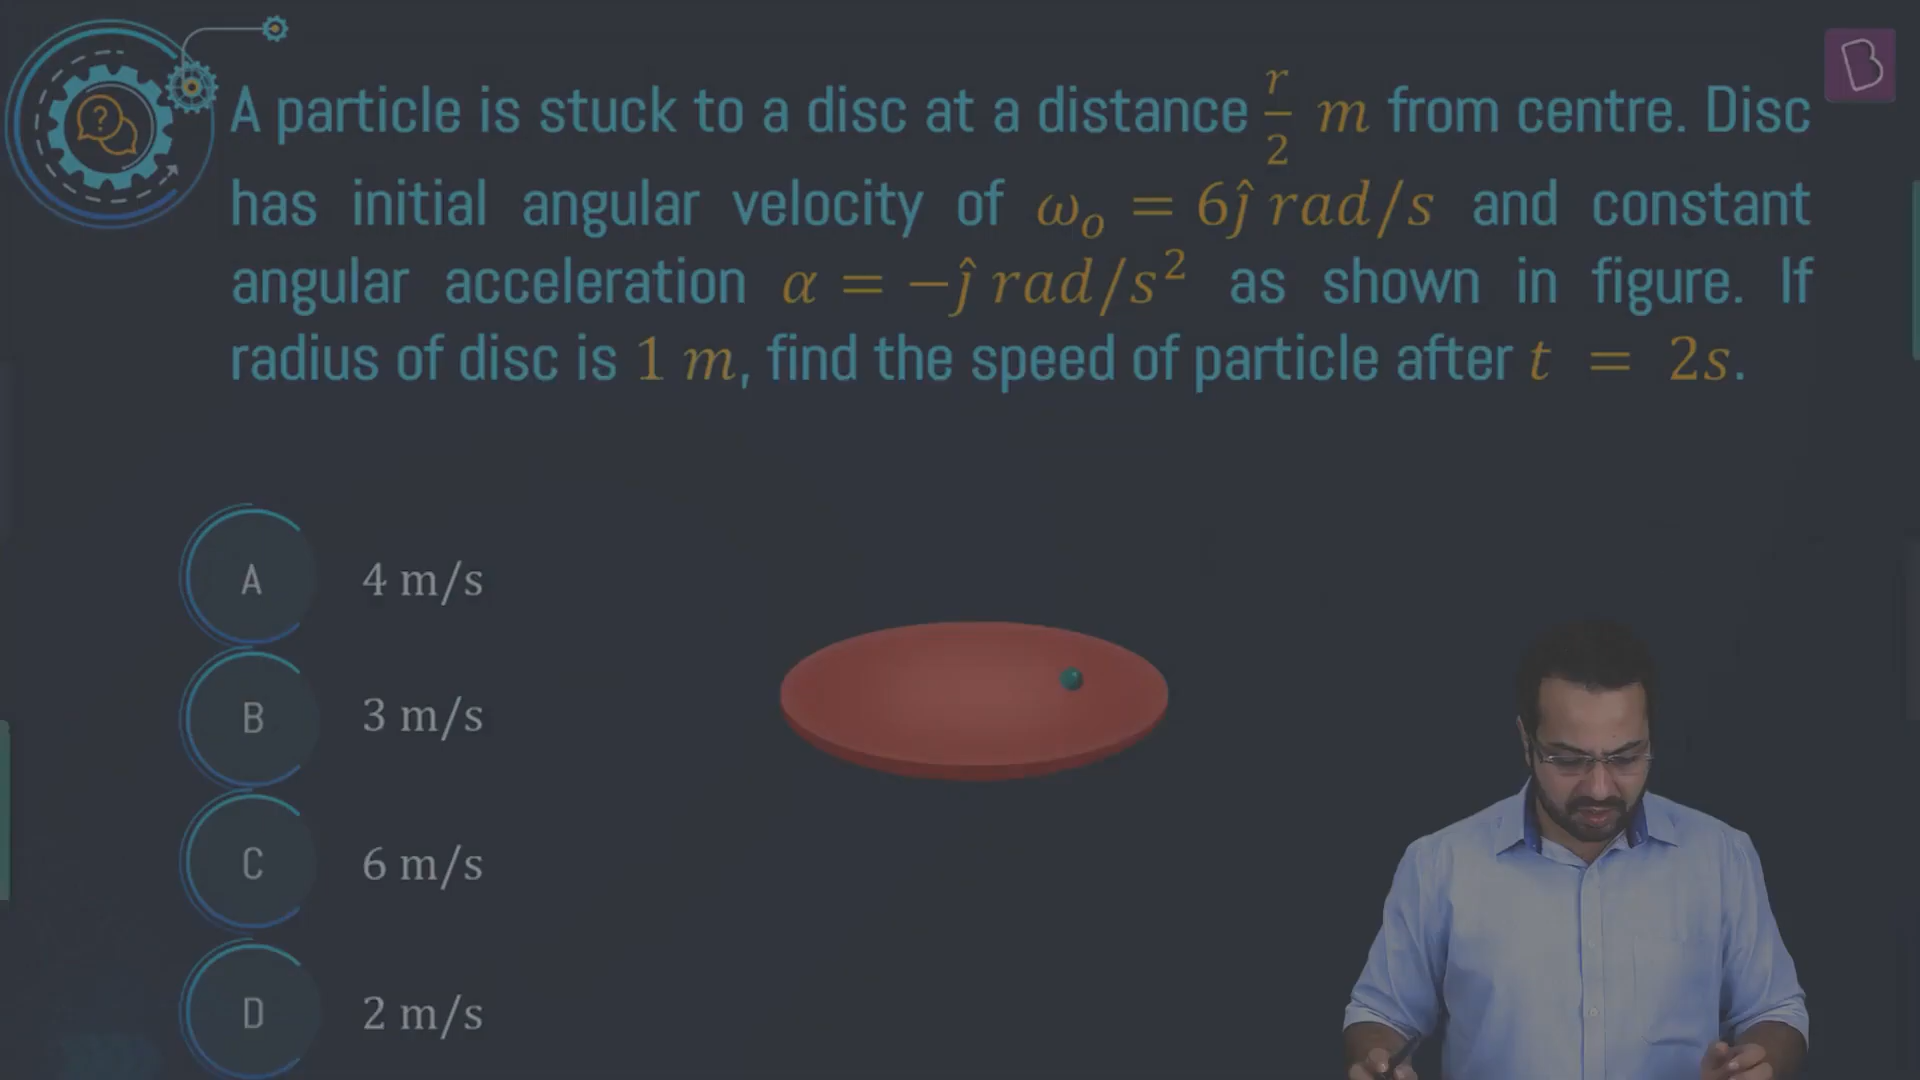 A particle is stuck to a disc at a distance r/2 m from centre. Disc
has initial angular velocity of ω₀ = 6ĵ rad/s and constant
angular acceleration α = −ĵ rad/s² as shown in figure. If
radius of disc is 1 m, find the speed of particle after t = 2s.
A 4 m/s
B 3 m/s
C 6 m/s
D 2 m/s